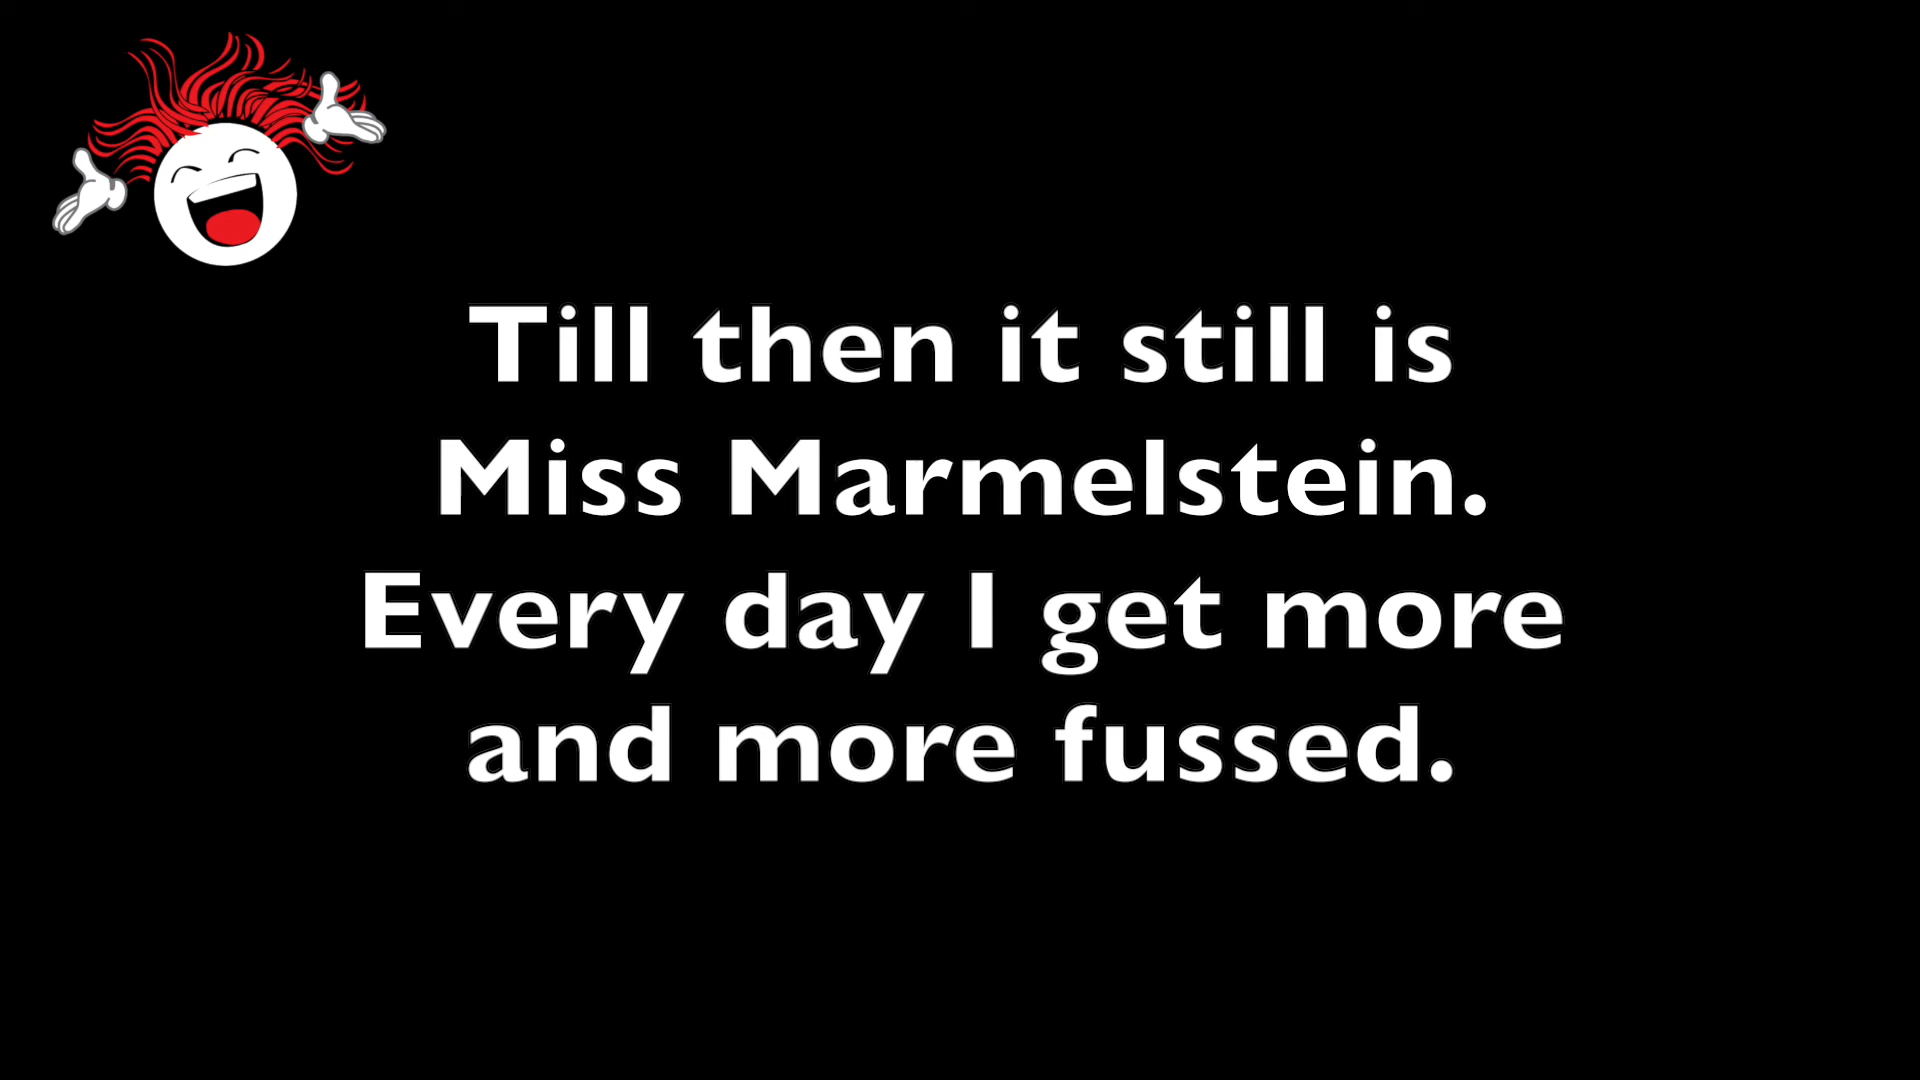 Till then it still is
Miss Marmelstein.
Every day I get more
and more fussed.